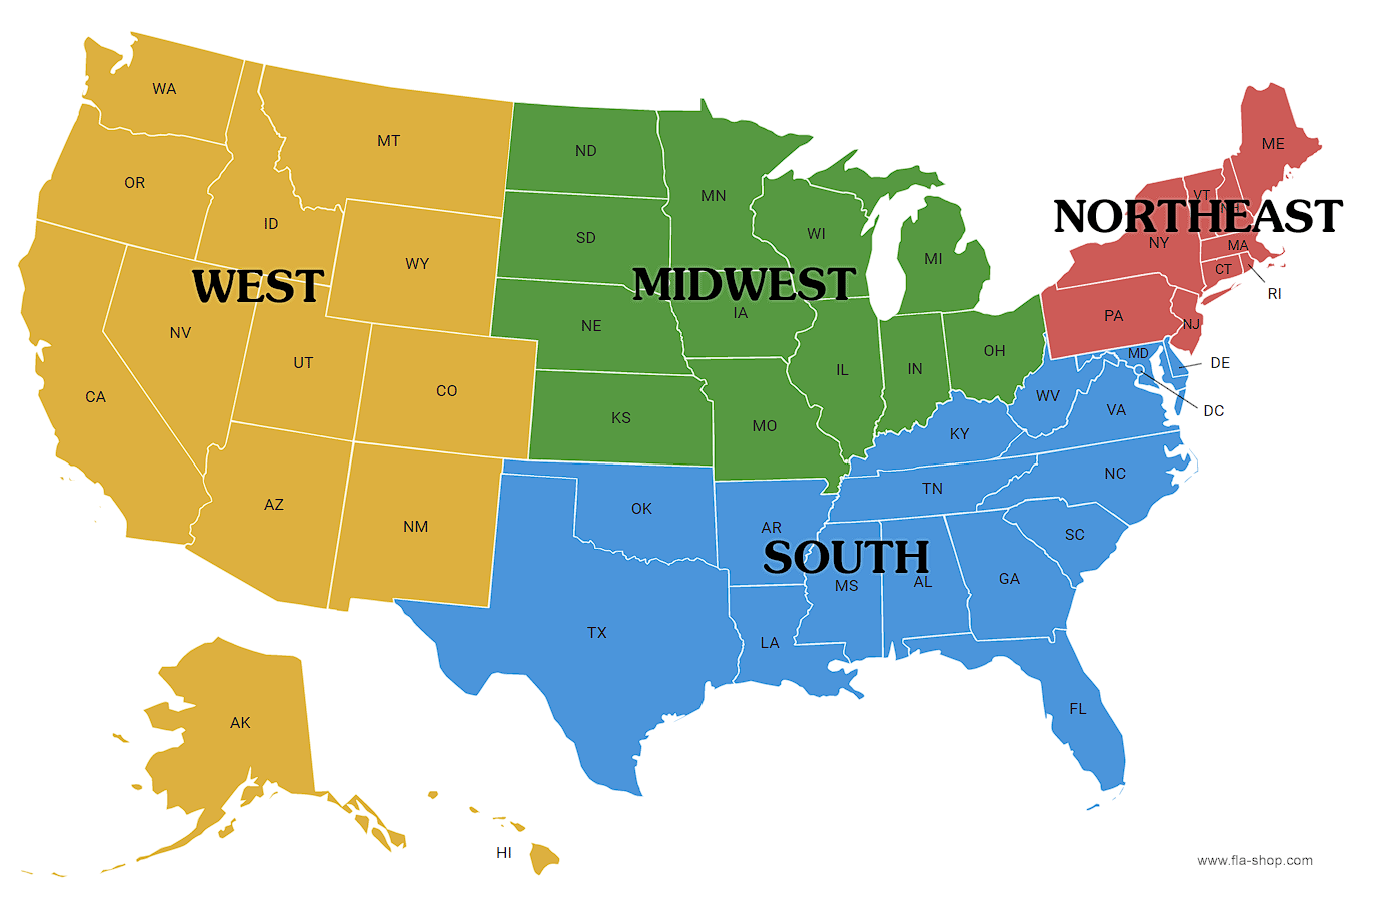 WA
MT
ND
ME
OR
MN
VT
NH
ID
SD
WI
NORTHEAST
NY
MA
WY
MI
CT
RI
WEST
MIDWEST
IA
PA
NJ
NV
NE
UT
CO
IL
IN
OH
MD
DE
CA
KS
MO
WV
VA
DC
KY
AZ
NM
OK
AR
TN
NC
SC
SOUTH
MS
AL
GA
TX
LA
FL
AK
HI
www.fla-shop.com